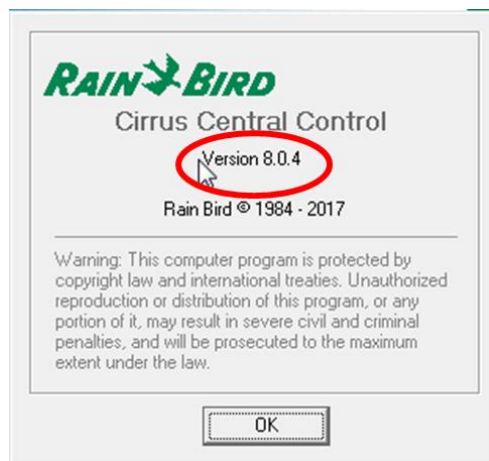 RAIN BIRD
Cirrus Central Control
Version 8.0.4
Rain Bird © 1984 - 2017
Warning: This computer program is protected by
copyright law and international treaties. Unauthorized
reproduction or distribution of this program, or any
portion of it, may result in severe civil and criminal
penalties, and will be prosecuted to the maximum
extent under the law.
OK